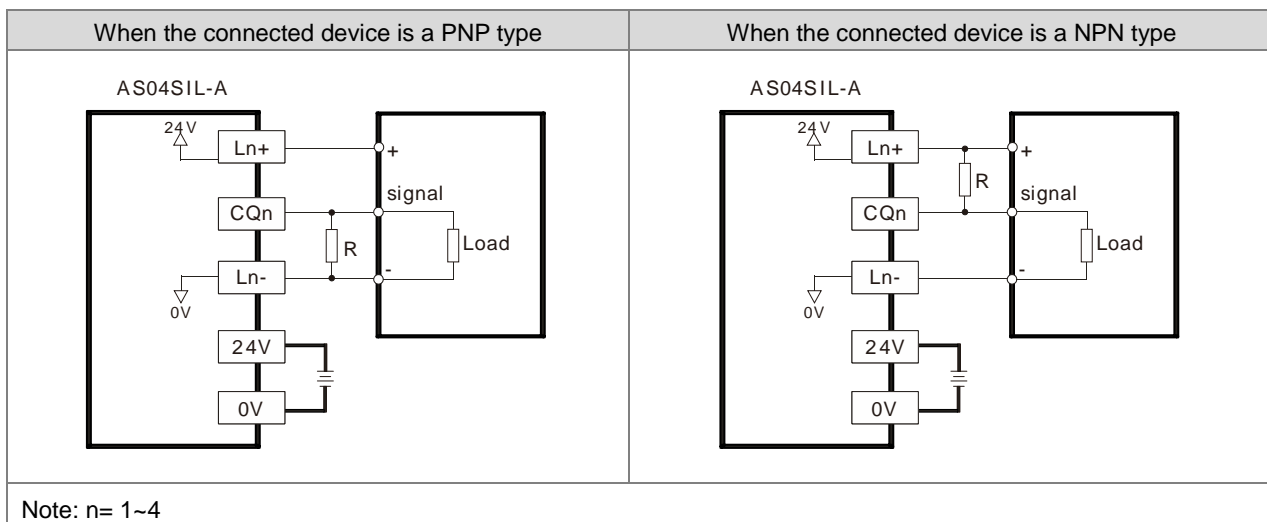 When the connected device is a PNP type
When the connected device is a NPN type
AS04SIL-A
24V
Ln+
+
signal
CQn
R
Load
Ln-
-
0V
24V
0V
AS04SIL-A
24V
Ln+
+
R
signal
CQn
Load
Ln-
-
0V
24V
0V
Note: n= 1~4